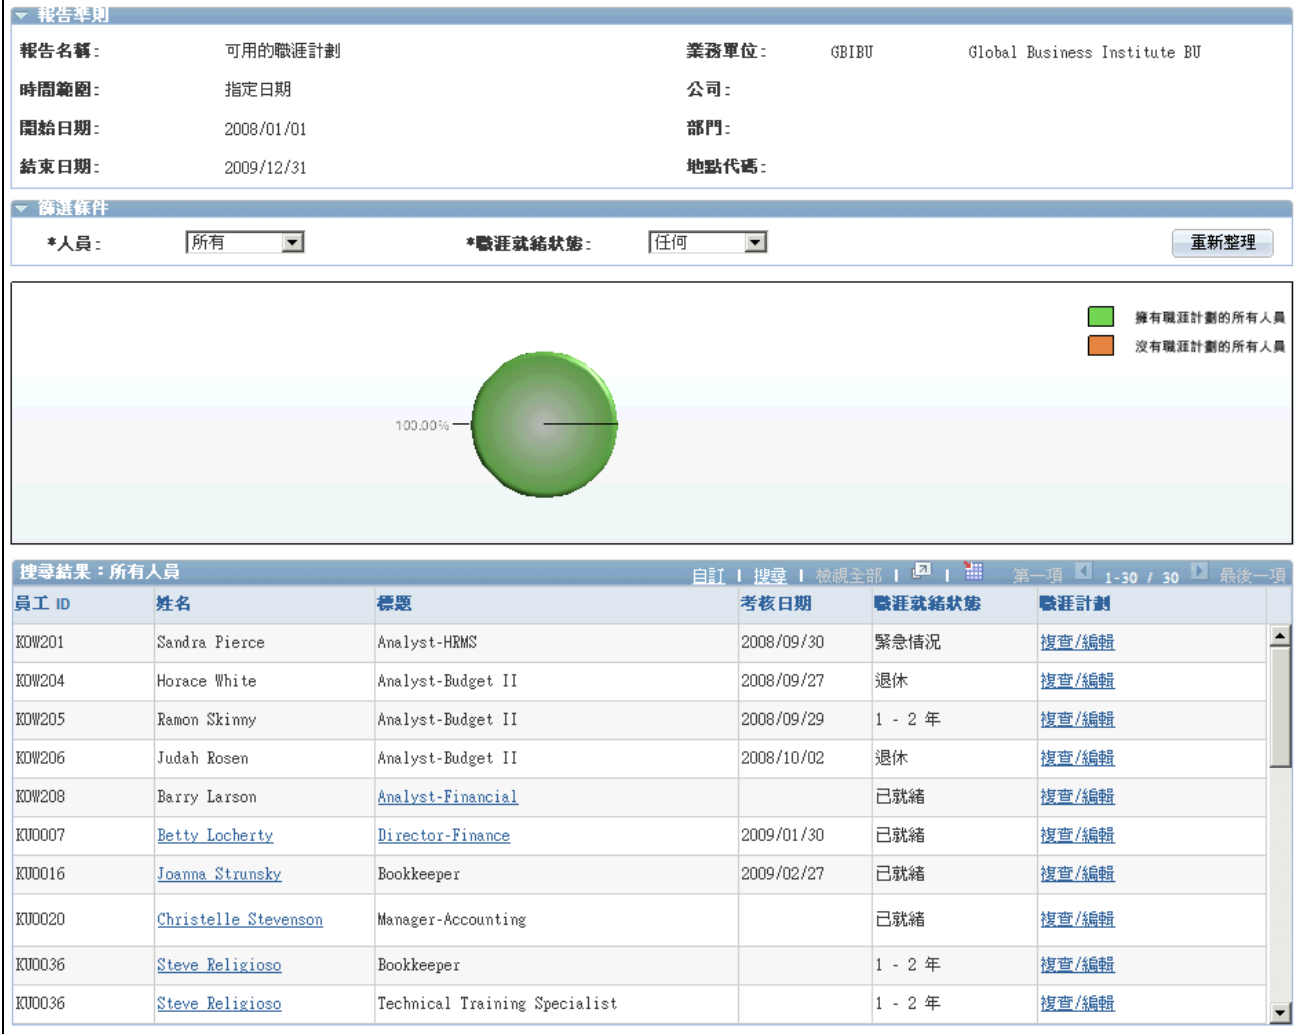 報告準則
報告名稱: 可用的職涯計劃 業務單位: GBIBU Global Business Institute BU
時間範圍: 指定日期 公司:
開始日期: 2008/01/01 部門:
結束日期: 2009/12/31 地點代碼:
篩選條件
*人員: 所有 *職涯就緒狀態: 任何 重新整理
擁有職涯計劃的所有人員
沒有職涯計劃的所有人員
100.00%
搜尋結果：所有人員 自訂 | 搜尋 | 檢視全部 | | 第一項 1-30 / 30 最後一項
員工 ID 姓名 標題 考核日期 職涯就緒狀態 職涯計劃
KOW201 Sandra Pierce Analyst-HRMS 2008/09/30 緊急情況 複查/編輯
KOW204 Horace White Analyst-Budget II 2008/09/27 退休 複查/編輯
KOW205 Ramon Skinny Analyst-Budget II 2008/09/29 1 - 2 年 複查/編輯
KOW206 Judah Rosen Analyst-Budget II 2008/10/02 退休 複查/編輯
KOW208 Barry Larson Analyst-Financial 已就緒 複查/編輯
KU0007 Betty Locherty Director-Finance 2009/01/30 已就緒 複查/編輯
KU0016 Joanna Strunsky Bookkeeper 2009/02/27 已就緒 複查/編輯
KU0020 Christelle Stevenson Manager-Accounting 已就緒 複查/編輯
KU0036 Steve Religioso Bookkeeper 1 - 2 年 複查/編輯
KU0036 Steve Religioso Technical Training Specialist 1 - 2 年 複查/編輯